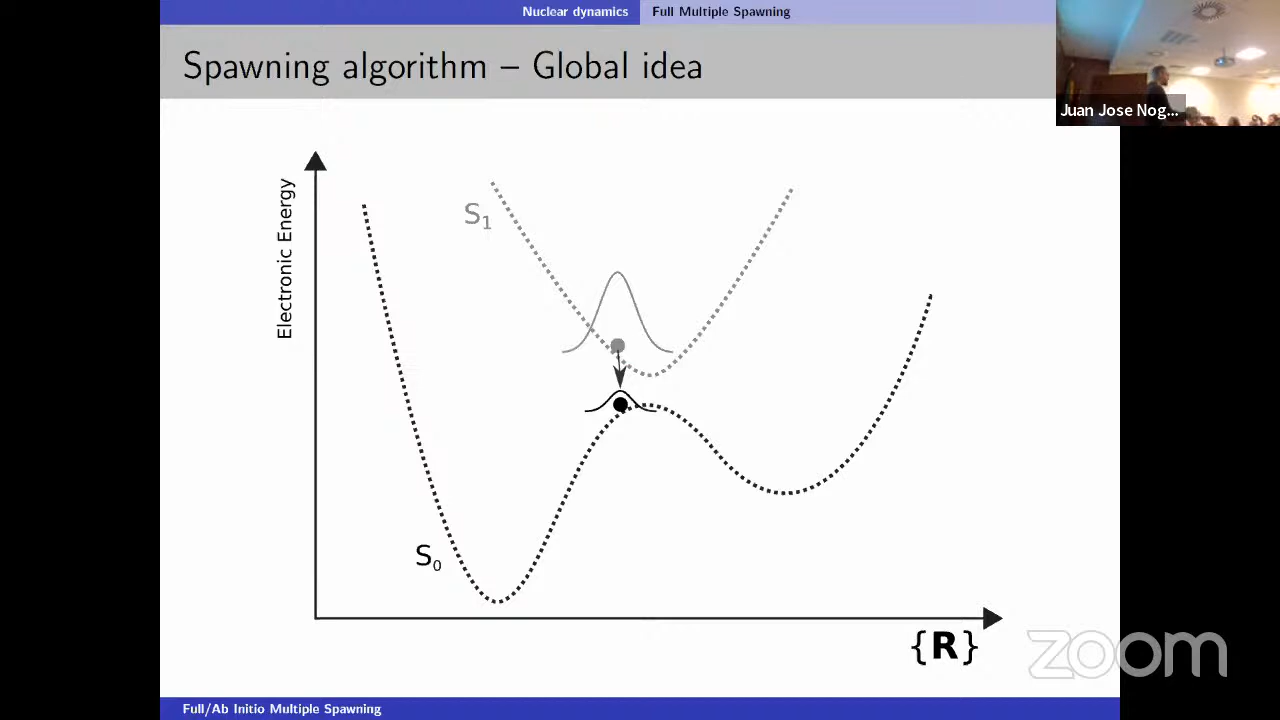 Nuclear dynamics Full Multiple Spawning
Spawning algorithm – Global idea
Juan Jose Nog...
Electronic Energy
S₁
S₀
{R}
zoom
Full/Ab Initio Multiple Spawning